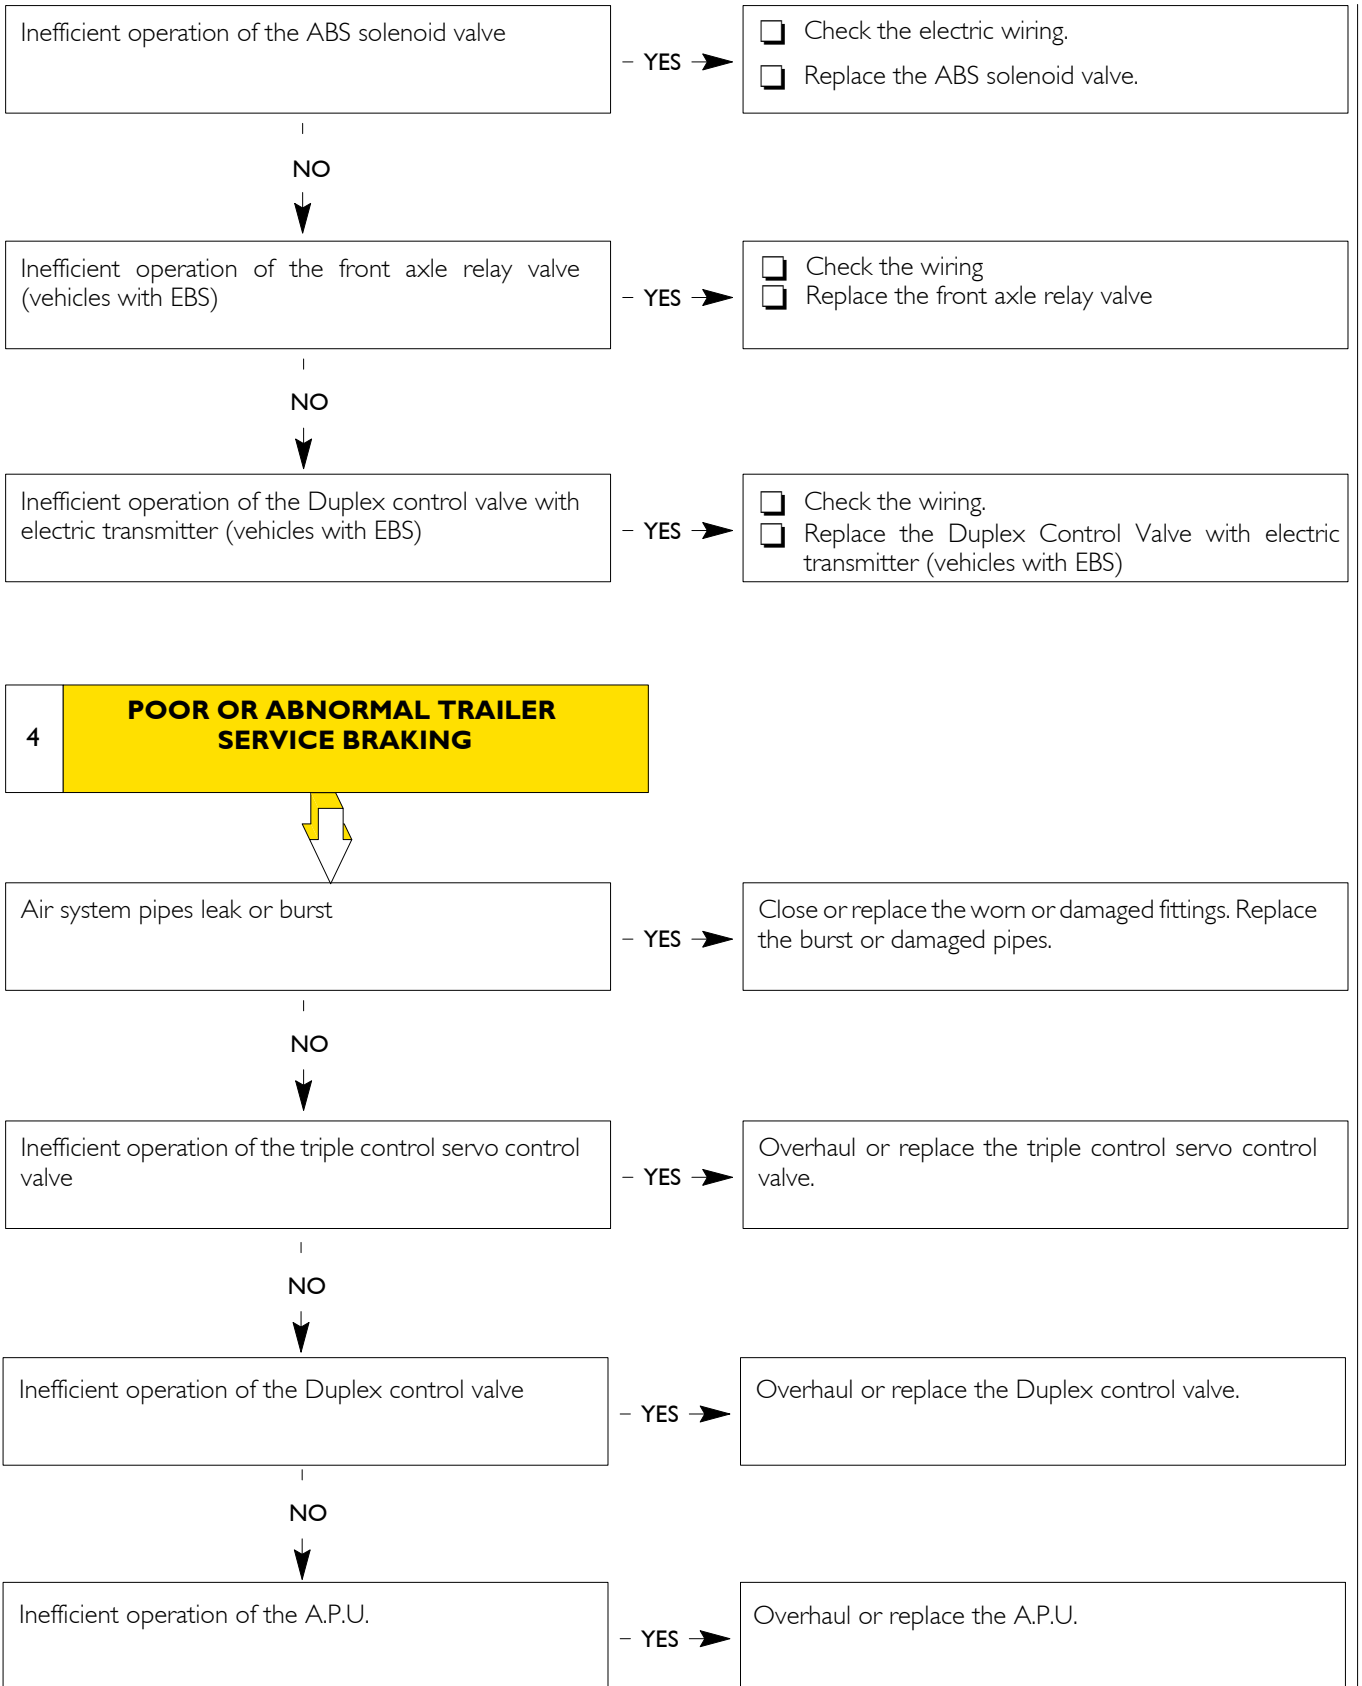 Inefficient operation of the ABS solenoid valve
YES
Check the electric wiring.
Replace the ABS solenoid valve.
NO
Inefficient operation of the front axle relay valve
(vehicles with EBS)
YES
Check the wiring
Replace the front axle relay valve
NO
Inefficient operation of the Duplex control valve with
electric transmitter (vehicles with EBS)
YES
Check the wiring.
Replace the Duplex Control Valve with electric
transmitter (vehicles with EBS)
4
POOR OR ABNORMAL TRAILER
SERVICE BRAKING
Air system pipes leak or burst
YES
Close or replace the worn or damaged fittings. Replace
the burst or damaged pipes.
NO
Inefficient operation of the triple control servo control
valve
YES
Overhaul or replace the triple control servo control
valve.
NO
Inefficient operation of the Duplex control valve
YES
Overhaul or replace the Duplex control valve.
NO
Inefficient operation of the A.P.U.
YES
Overhaul or replace the A.P.U.